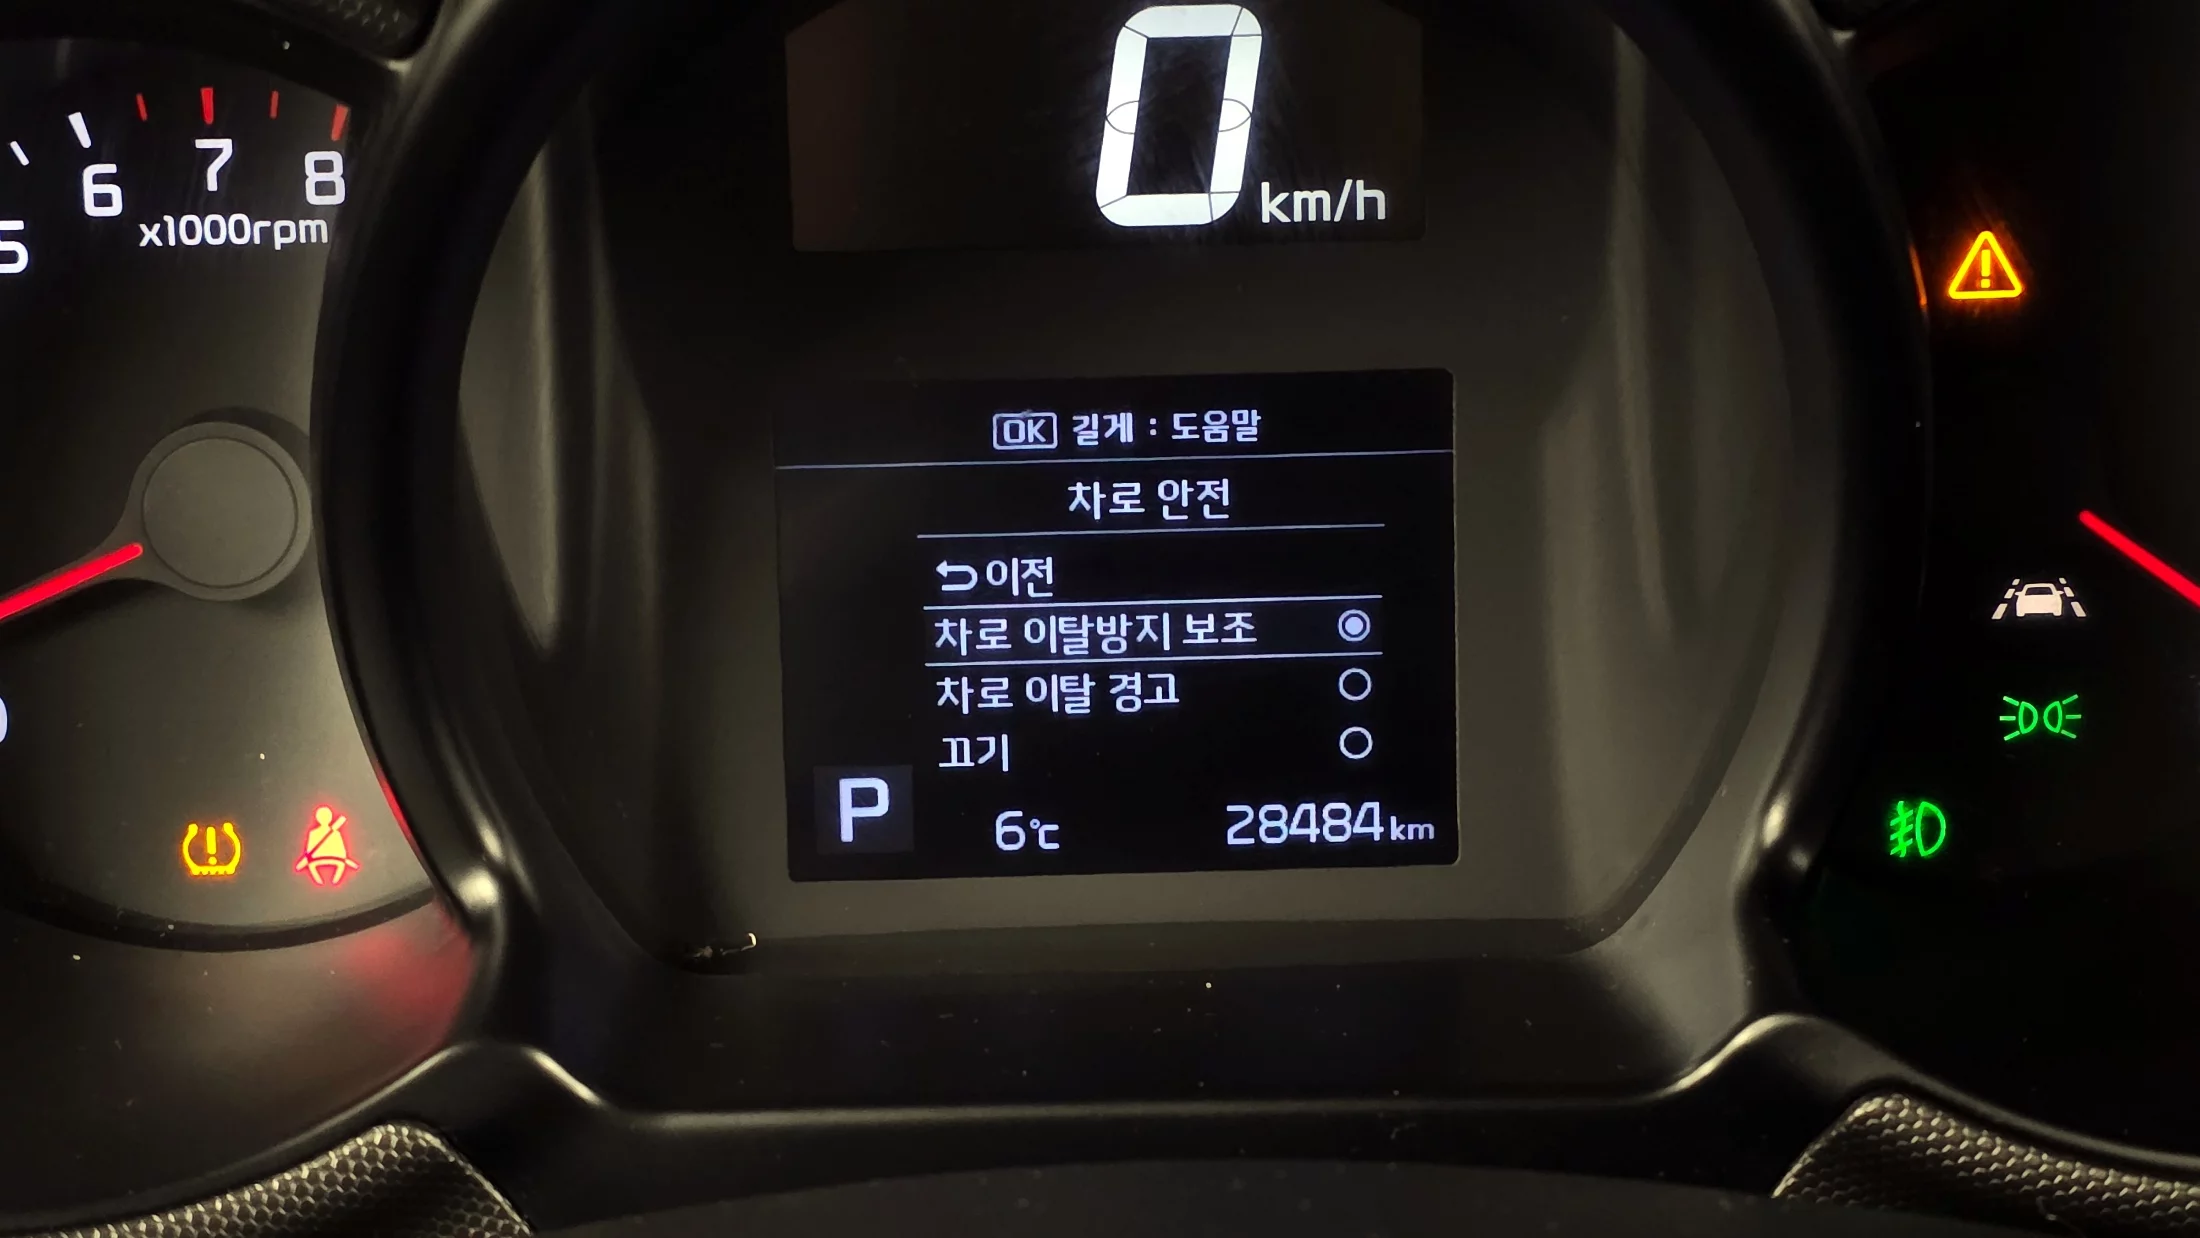 0
km/h
5
6
7
8
x1000rpm
OK 길게 : 도움말
차로 안전
이전
차로 이탈방지 보조
차로 이탈 경고
끄기
P
6℃
28484km